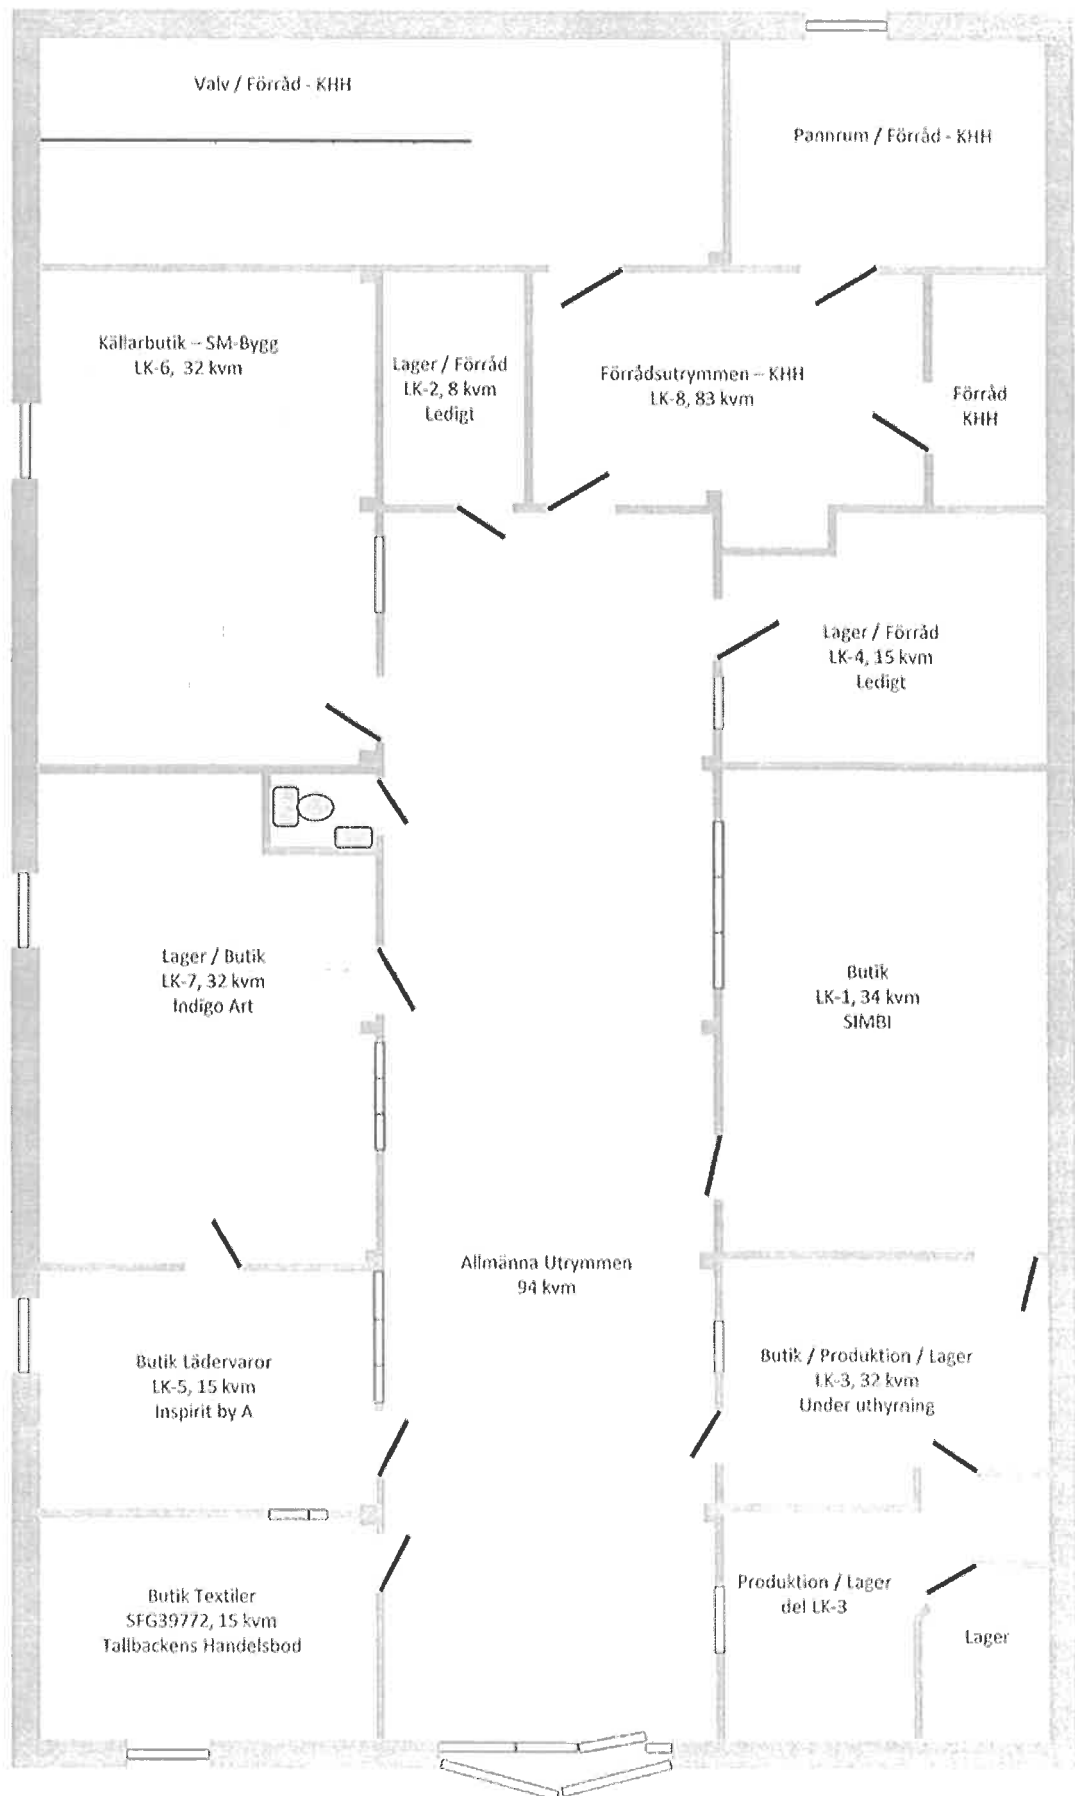 Valv / Förråd - KHH
Pannrum / Förråd - KHH
Källarbutik – SM-Bygg
LK-6, 32 kvm
Lager / Förråd
LK-2, 8 kvm
Ledigt
Förrådsutrymmen – KHH
LK-8, 83 kvm
Förråd
KHH
Lager / Förråd
LK-4, 15 kvm
Ledigt
Lager / Butik
LK-7, 32 kvm
Indigo Art
Butik
LK-1, 34 kvm
SIMBI
Allmänna Utrymmen
94 kvm
Butik Lädervaror
LK-5, 15 kvm
Inspirit by A
Butik / Produktion / Lager
LK-3, 32 kvm
Under uthyrning
Butik Textiler
SFG39772, 15 kvm
Tallbackens Handelsbod
Produktion / Lager
del LK-3
Lager